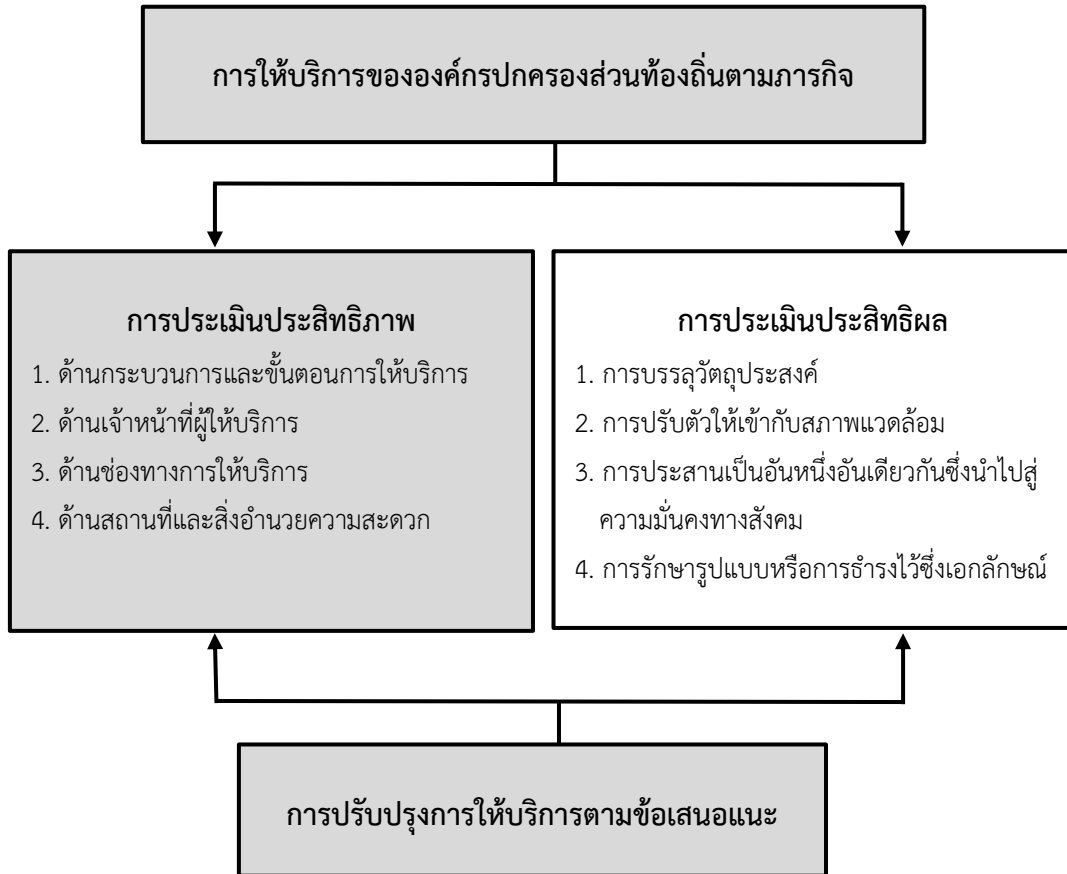 การให้บริการขององค์กรปกครองส่วนท้องถิ่นตามภารกิจ
การประเมินประสิทธิภาพ
1. ด้านกระบวนการและขั้นตอนการให้บริการ
2. ด้านเจ้าหน้าที่ผู้ให้บริการ
3. ด้านช่องทางการให้บริการ
4. ด้านสถานที่และสิ่งอำนวยความสะดวก
การประเมินประสิทธิผล
1. การบรรลุวัตถุประสงค์
2. การปรับตัวให้เข้ากับสภาพแวดล้อม
3. การประสานเป็นอันหนึ่งอันเดียวกันซึ่งนำไปสู่
ความมั่นคงทางสังคม
4. การรักษารูปแบบหรือการธำรงไว้ซึ่งเอกลักษณ์
การปรับปรุงการให้บริการตามข้อเสนอแนะ